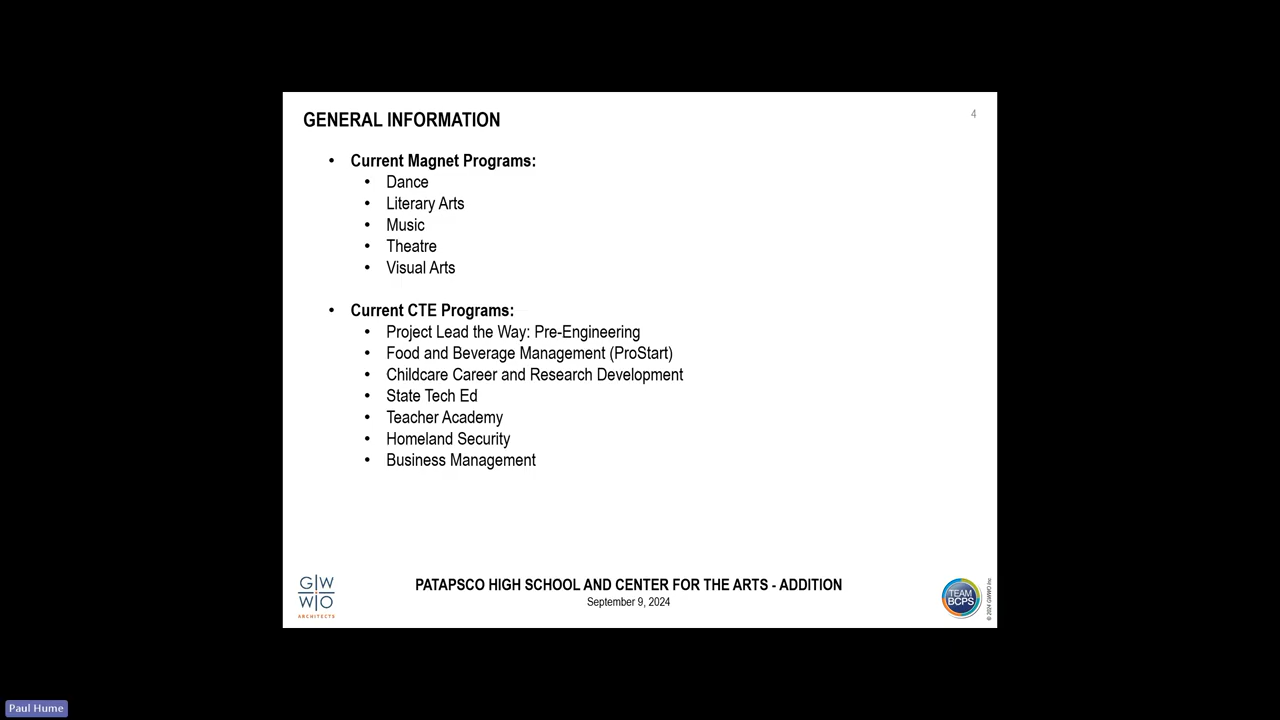 GENERAL INFORMATION
4
• Current Magnet Programs:
• Dance
• Literary Arts
• Music
• Theatre
• Visual Arts
• Current CTE Programs:
• Project Lead the Way: Pre-Engineering
• Food and Beverage Management (ProStart)
• Childcare Career and Research Development
• State Tech Ed
• Teacher Academy
• Homeland Security
• Business Management
G|W
W|O
ARCHITECTS
PATAPSCO HIGH SCHOOL AND CENTER FOR THE ARTS - ADDITION
September 9, 2024
TEAM
BCPS
© 2024 GWWO Inc
Paul Hume